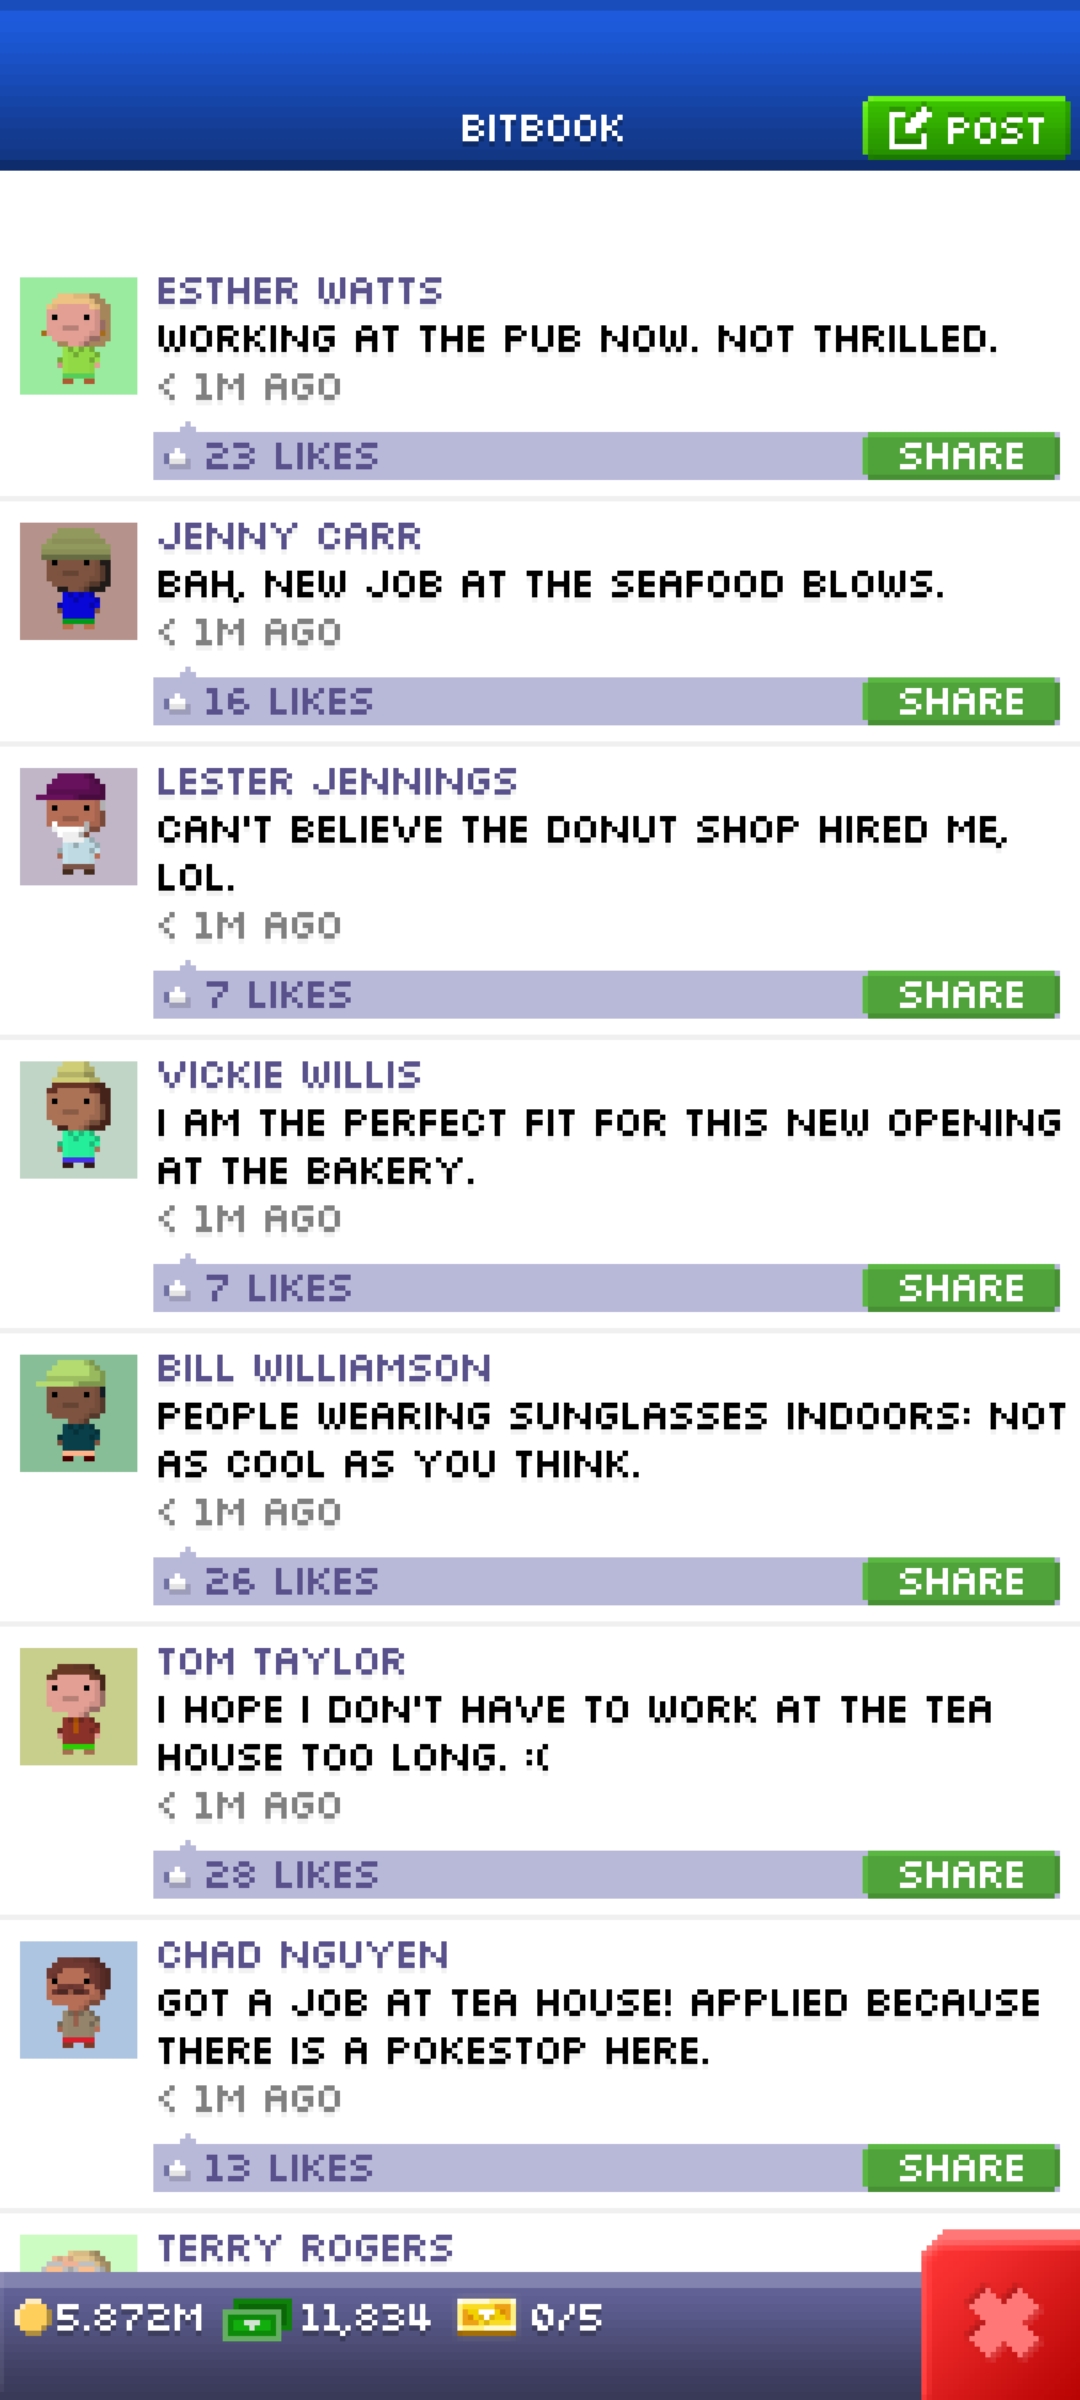 BITBOOK
POST
ESTHER WATTS
WORKING AT THE PUB NOW. NOT THRILLED.
< 1M AGO
23 LIKES
SHARE
JENNY CARR
BAH, NEW JOB AT THE SEAFOOD BLOWS.
< 1M AGO
16 LIKES
SHARE
LESTER JENNINGS
CAN'T BELIEVE THE DONUT SHOP HIRED ME,
LOL.
< 1M AGO
7 LIKES
SHARE
VICKIE WILLIS
I AM THE PERFECT FIT FOR THIS NEW OPENING
AT THE BAKERY.
< 1M AGO
7 LIKES
SHARE
BILL WILLIAMSON
PEOPLE WEARING SUNGLASSES INDOORS: NOT
AS COOL AS YOU THINK.
< 1M AGO
26 LIKES
SHARE
TOM TAYLOR
I HOPE I DON'T HAVE TO WORK AT THE TEA
HOUSE TOO LONG. :(
< 1M AGO
28 LIKES
SHARE
CHAD NGUYEN
GOT A JOB AT TEA HOUSE! APPLIED BECAUSE
THERE IS A POKESTOP HERE.
< 1M AGO
13 LIKES
SHARE
TERRY ROGERS
5.872M 11,834 0/5